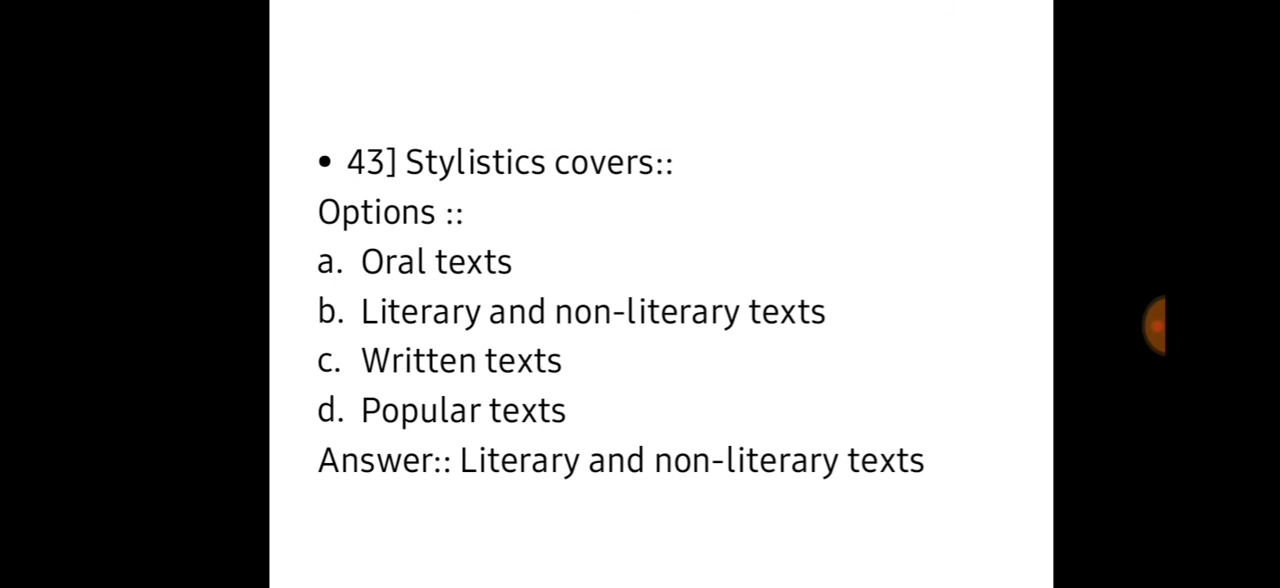 • 43] Stylistics covers::
Options ::
a. Oral texts
b. Literary and non-literary texts
c. Written texts
d. Popular texts
Answer:: Literary and non-literary texts